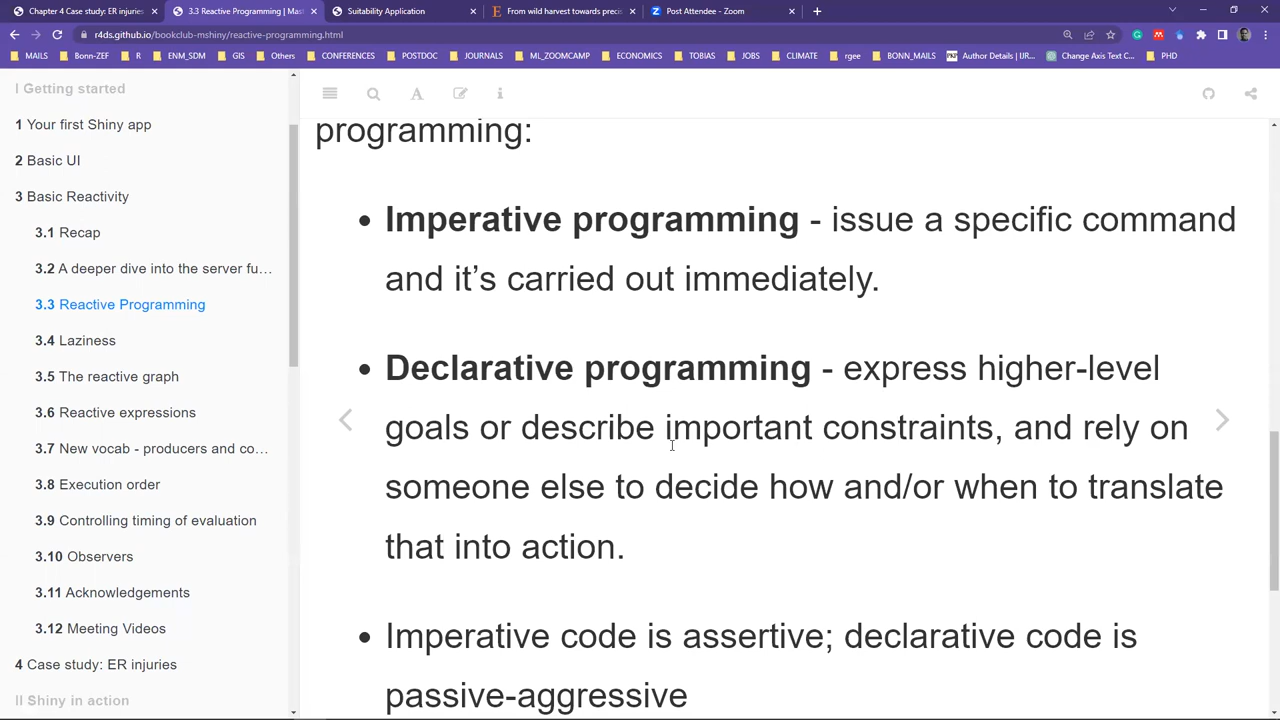 Chapter 4 Case study: ER injuries
3.3 Reactive Programming | Mas
Suitability Application
From wild harvest towards precis
Post Attendee - Zoom
r4ds.github.io/bookclub-mshiny/reactive-programming.html
MAILS
Bonn-ZEF
R
ENM_SDM
GIS
Others
CONFERENCES
POSTDOC
JOURNALS
ML_ZOOMCAMP
ECONOMICS
TOBIAS
JOBS
CLIMATE
rgee
BONN_MAILS
Author Details | IJR...
Change Axis Text C...
PHD
I Getting started
1 Your first Shiny app
2 Basic UI
3 Basic Reactivity
3.1 Recap
3.2 A deeper dive into the server fu...
3.3 Reactive Programming
3.4 Laziness
3.5 The reactive graph
3.6 Reactive expressions
3.7 New vocab - producers and co...
3.8 Execution order
3.9 Controlling timing of evaluation
3.10 Observers
3.11 Acknowledgements
3.12 Meeting Videos
4 Case study: ER injuries
II Shiny in action
programming:
• Imperative programming - issue a specific command
and it’s carried out immediately.
• Declarative programming - express higher-level
goals or describe important constraints, and rely on
someone else to decide how and/or when to translate
that into action.
• Imperative code is assertive; declarative code is
passive-aggressive